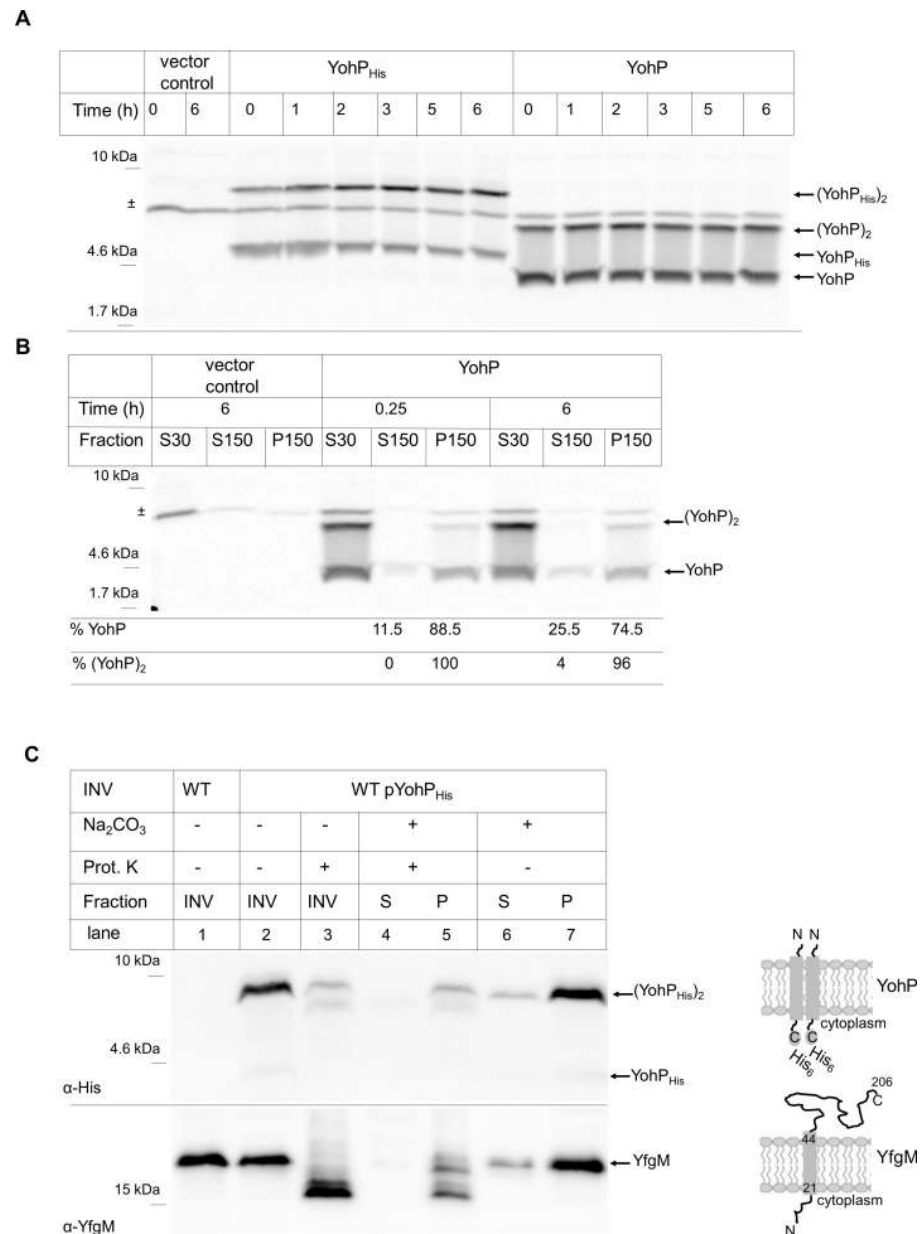 A
vector control YohPHis YohP
Time (h) 0 6 0 1 2 3 5 6 0 1 2 3 5 6
10 kDa
(YohPHis)2
±
(YohP)2
4.6 kDa
YohPHis
YohP
1.7 kDa
B
vector control YohP
Time (h) 6 0.25 6
Fraction S30 S150 P150 S30 S150 P150 S30 S150 P150
10 kDa
±
(YohP)2
4.6 kDa
YohP
1.7 kDa
% YohP 11.5 88.5 25.5 74.5
% (YohP)2 0 100 4 96
C
INV WT WT pYohPHis
Na2CO3 - - - + +
Prot. K - - + + -
Fraction INV INV INV S P S P
lane 1 2 3 4 5 6 7
10 kDa
(YohPHis)2
4.6 kDa
YohPHis
α-His
YfgM
15 kDa
α-YfgM
N N
YohP
cytoplasm
C C
His6 His6
206
C
44
YfgM
21
cytoplasm
N